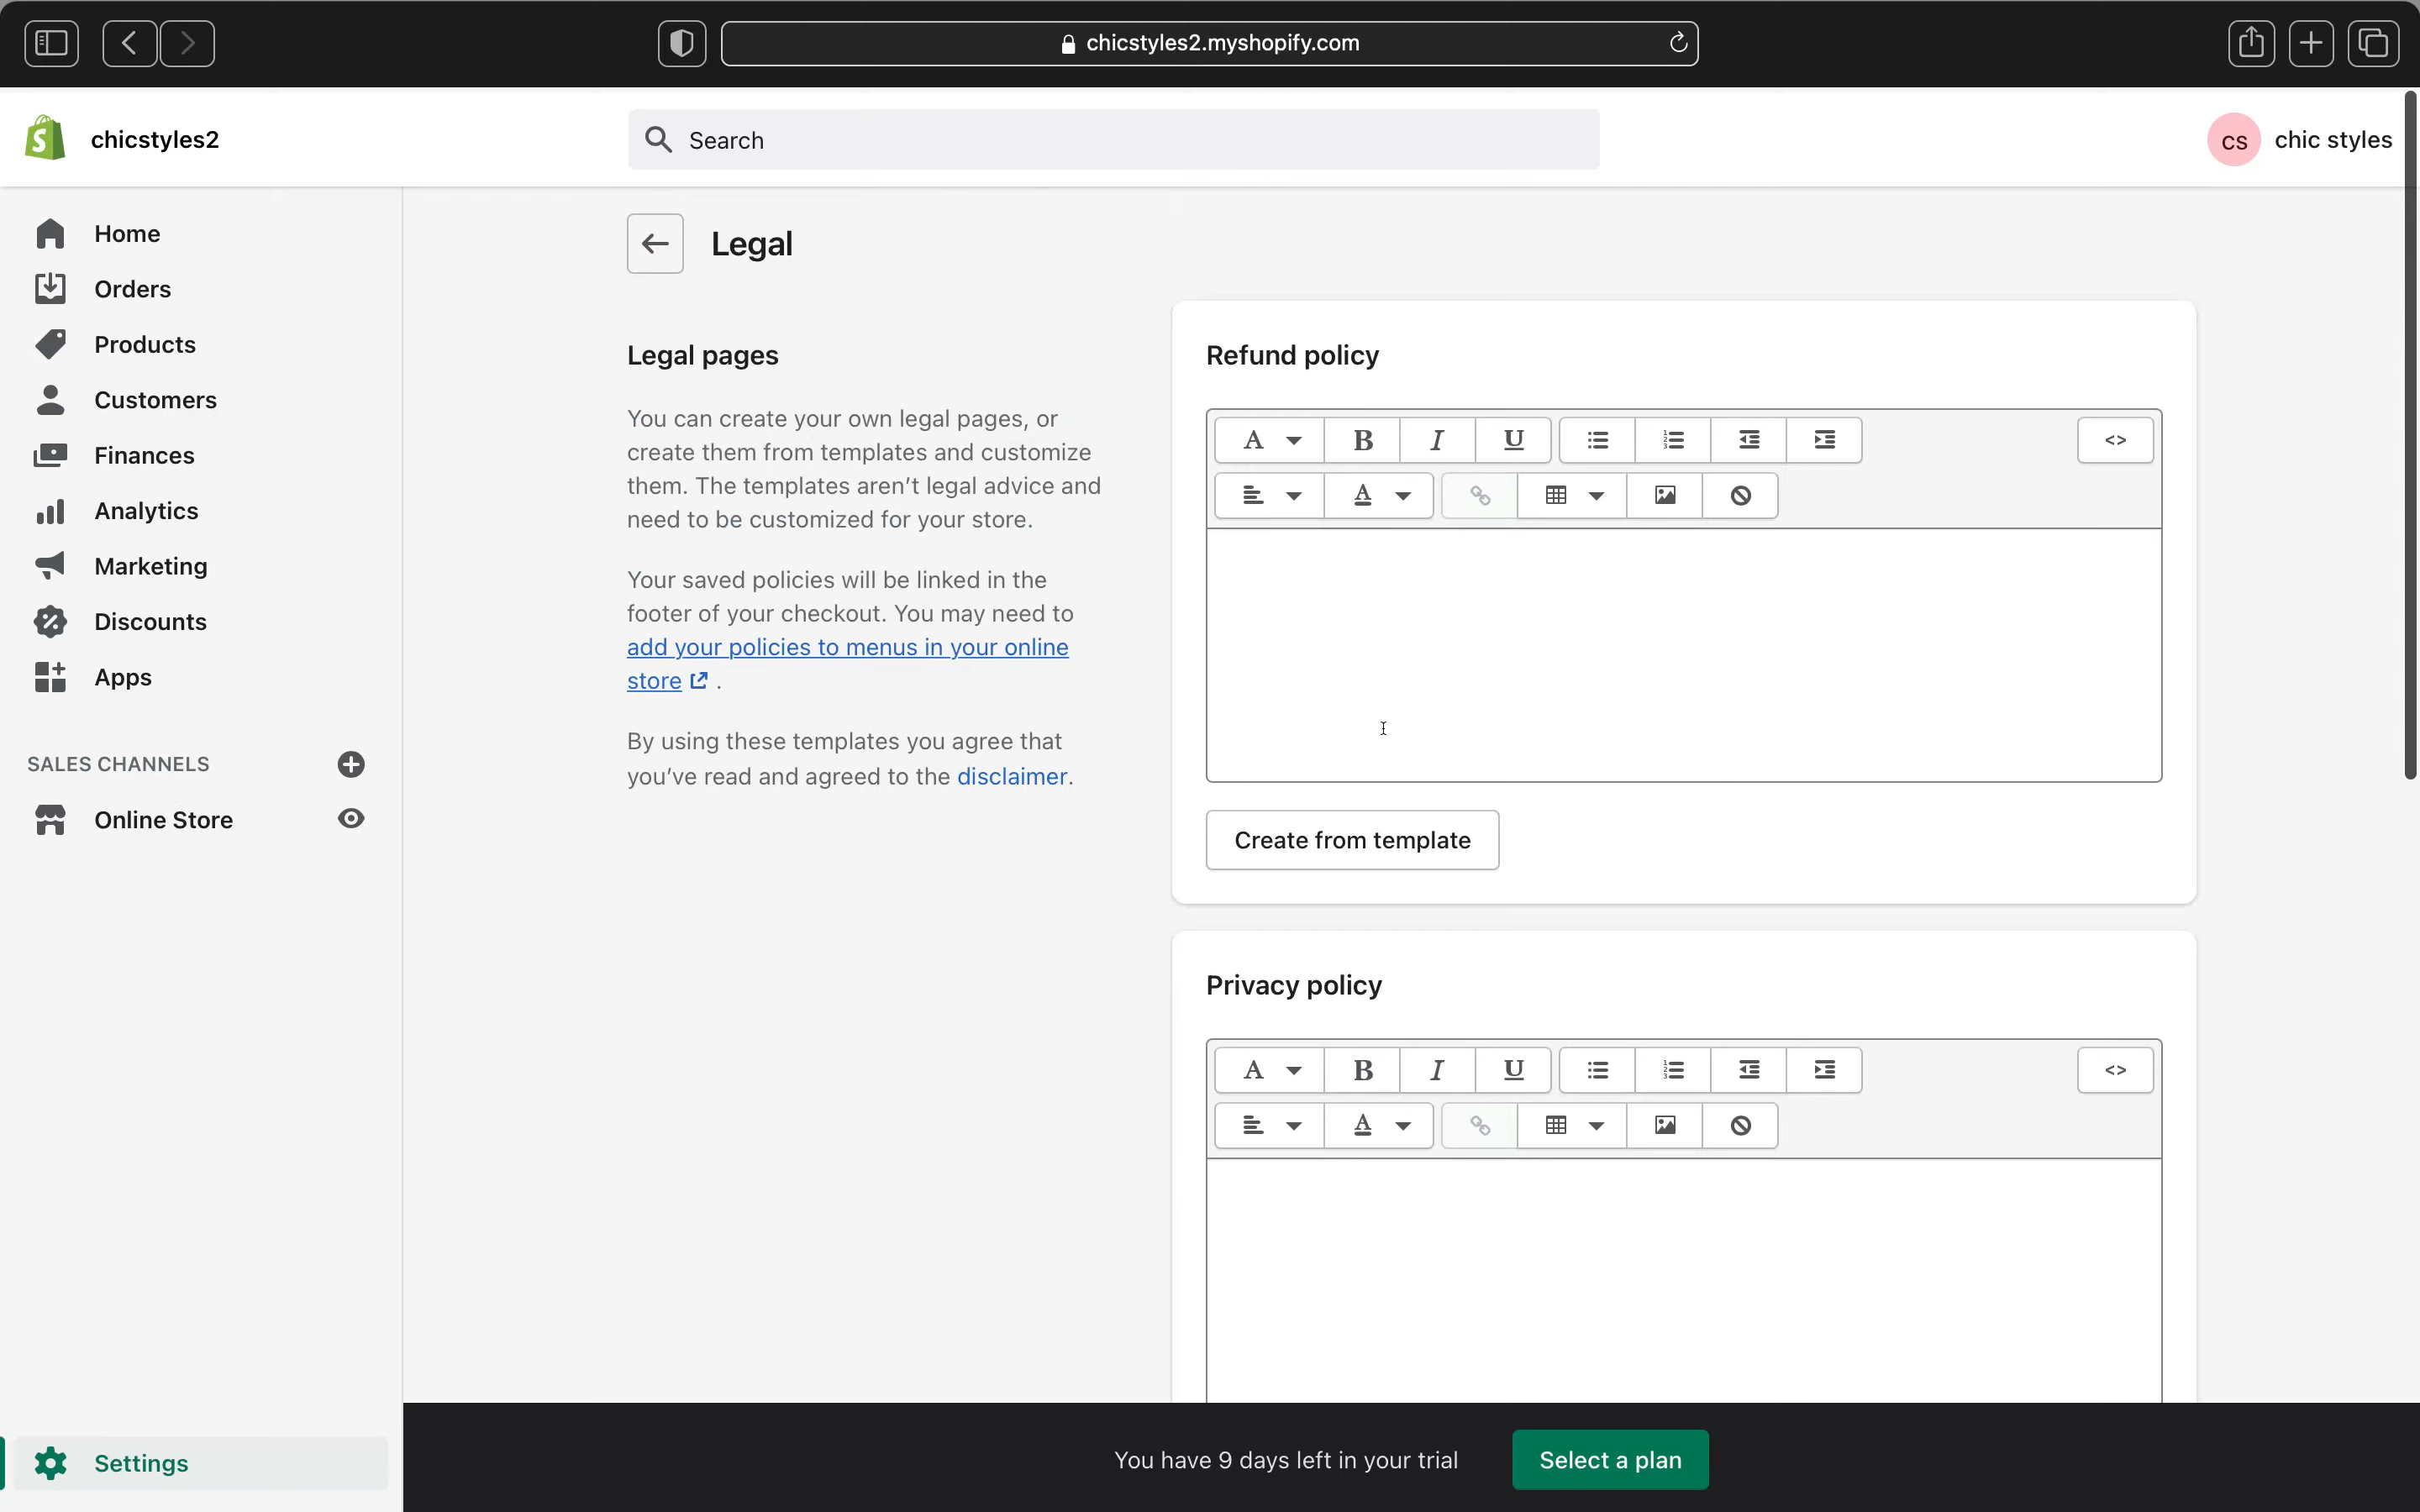 chicstyles2.myshopify.com
chicstyles2
Search
CS chic styles
Home
Orders
Products
Customers
Finances
Analytics
Marketing
Discounts
Apps
SALES CHANNELS
Online Store
Settings
Legal
Legal pages
You can create your own legal pages, or
create them from templates and customize
them. The templates aren't legal advice and
need to be customized for your store.
Your saved policies will be linked in the
footer of your checkout. You may need to
add your policies to menus in your online
store .
By using these templates you agree that
you've read and agreed to the disclaimer.
Refund policy
A B I U <>
A
Create from template
Privacy policy
A B I U <>
A
You have 9 days left in your trial Select a plan